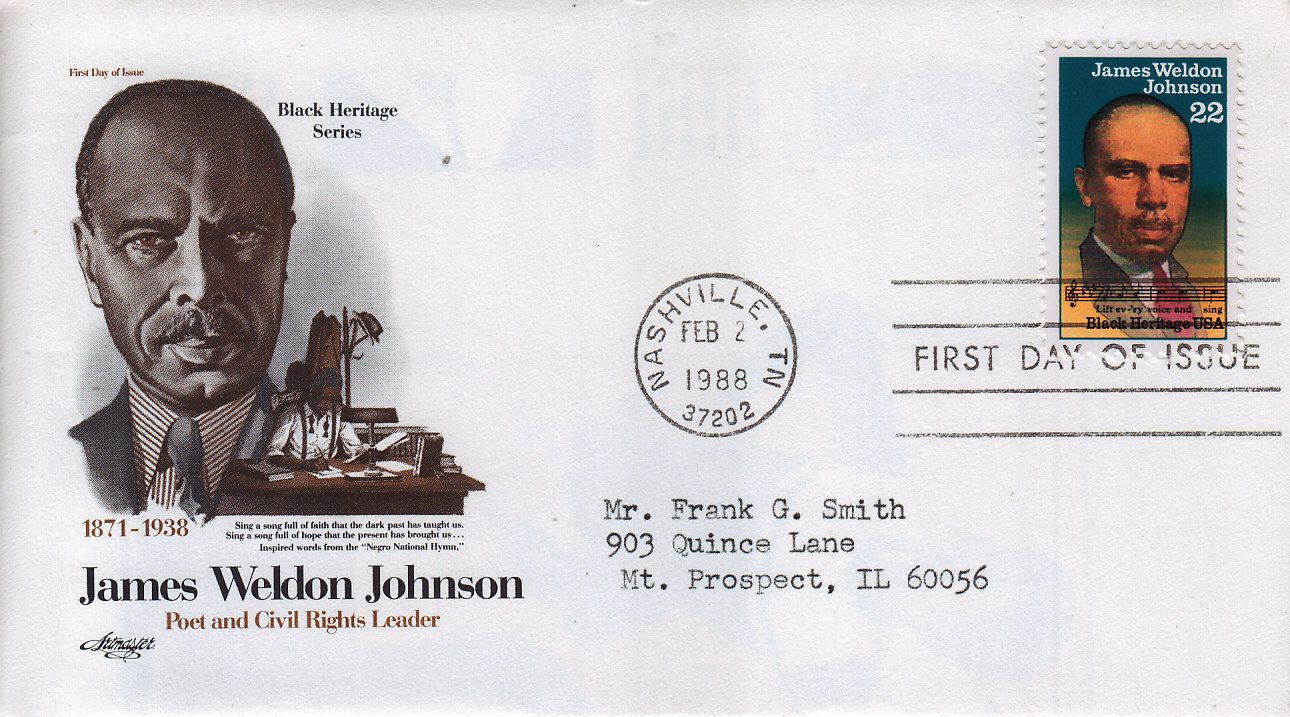 First Day of Issue
Black Heritage
Series
James Weldon
Johnson
22
Lift ev-'ry voice and sing
Black Heritage USA
NASHVILLE, TN
FEB 2
1988
37202
FIRST DAY OF ISSUE
Mr. Frank G. Smith
903 Quince Lane
Mt. Prospect, IL 60056
1871-1938
Sing a song full of faith that the dark past has taught us.
Sing a song full of hope that the present has brought us...
Inspired words from the "Negro National Hymn,"
James Weldon Johnson
Poet and Civil Rights Leader
Artmaster